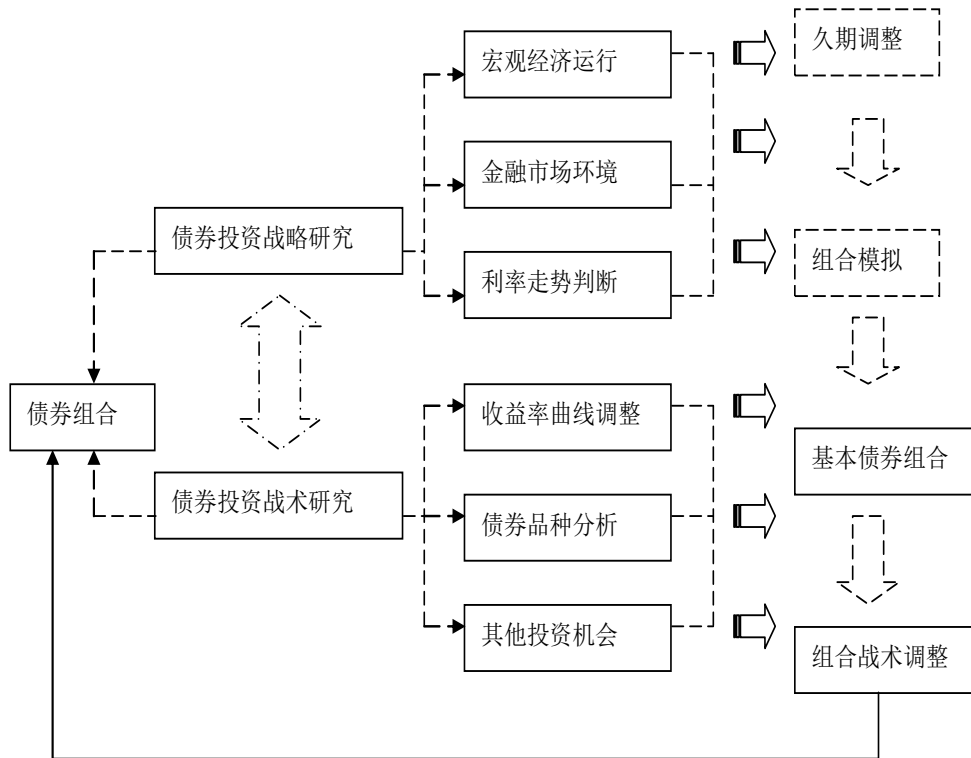 宏观经济运行
久期调整
金融市场环境
债券投资战略研究
组合模拟
利率走势判断
债券组合
收益率曲线调整
基本债券组合
债券投资战术研究
债券品种分析
其他投资机会
组合战术调整